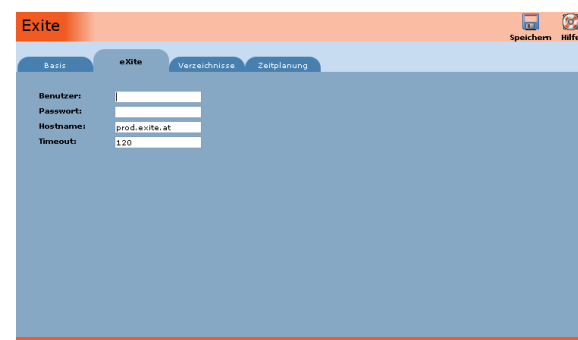 Exite
Speichern Hilfe
Basis eXite Verzeichnisse Zeitplanung
Benutzer:
Passwort:
Hostname: prod.exite.at
Timeout: 120